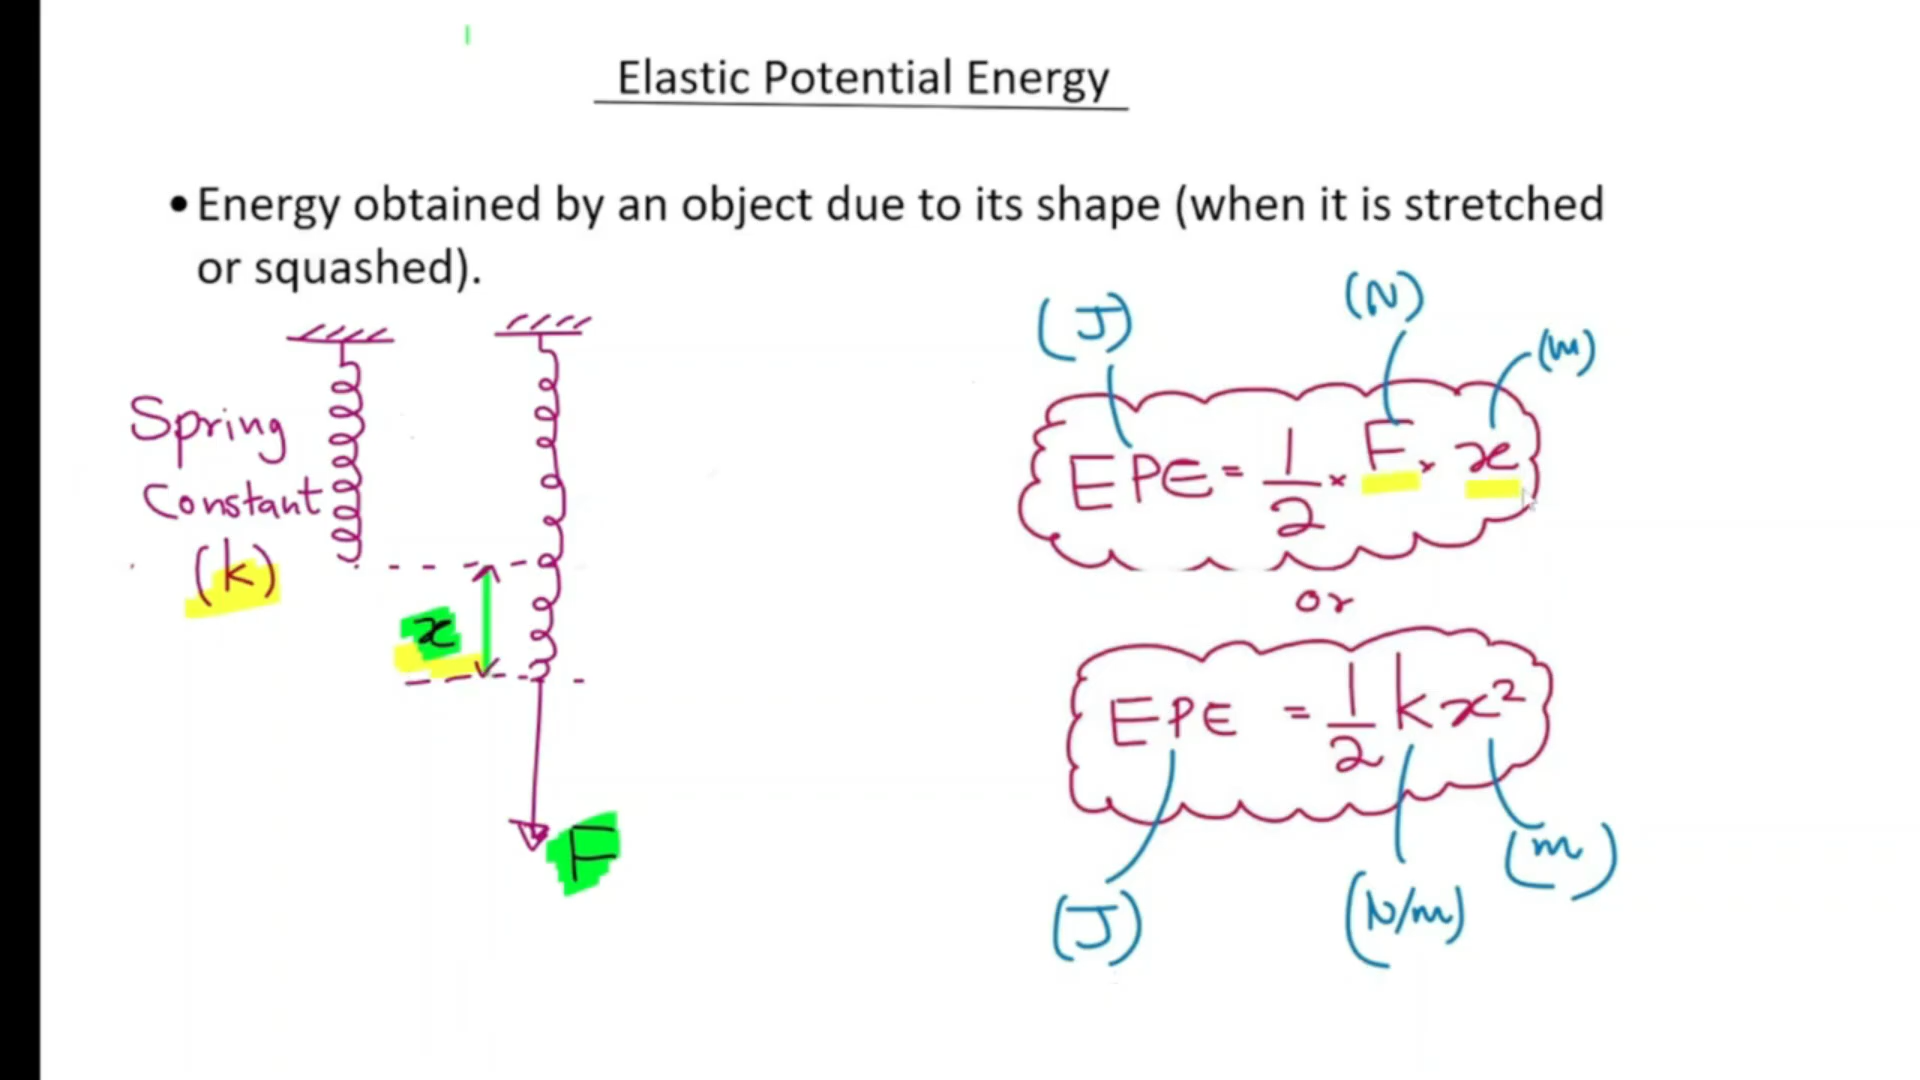 Elastic Potential Energy
• Energy obtained by an object due to its shape (when it is stretched
or squashed).
Spring
Constant
(k)
x
F
(J)
(N)
(m)
EPE = 1/2 × F × x
or
EPE = 1/2 kx²
(J)
(N/m)
(m)